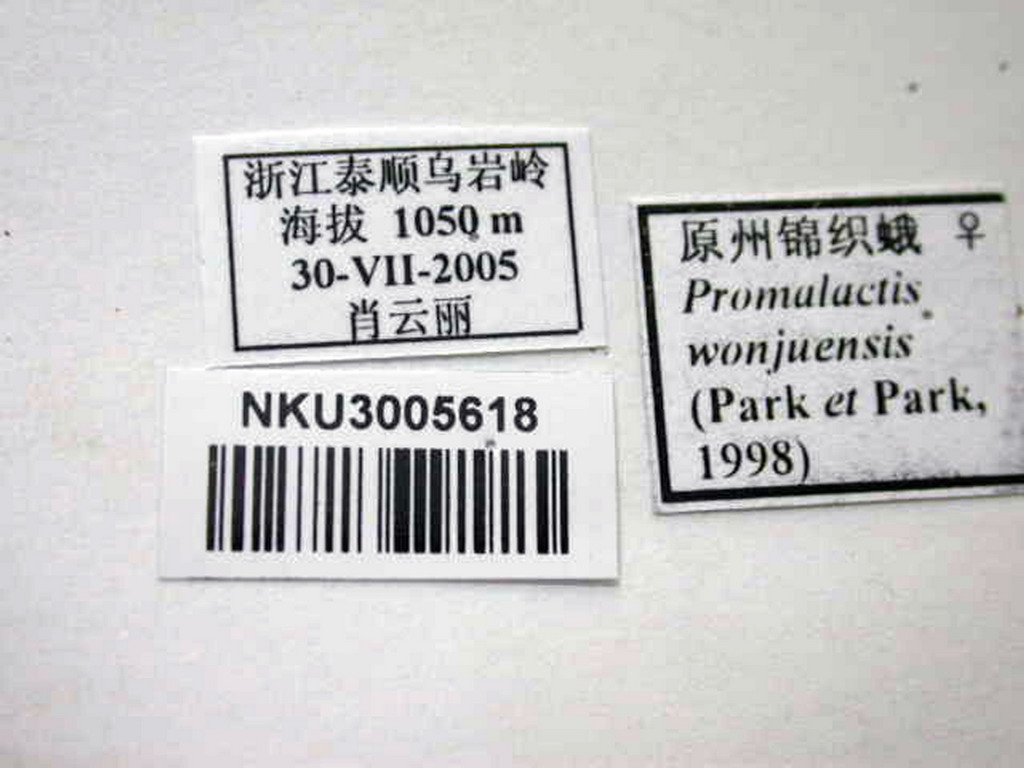 浙江泰顺乌岩岭
海拔 1050 m
30-VII-2005
肖云丽
NKU3005618
原州锦织蛾 ♀
Promalactis
wonjuensis
(Park et Park,
1998)